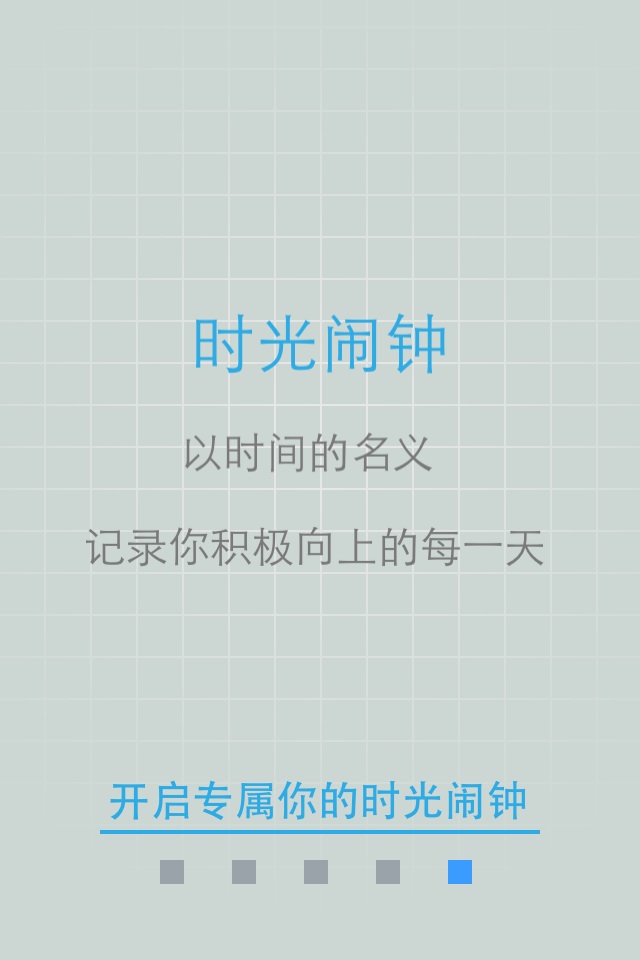 时光闹钟
以时间的名义
记录你积极向上的每一天
开启专属你的时光闹钟